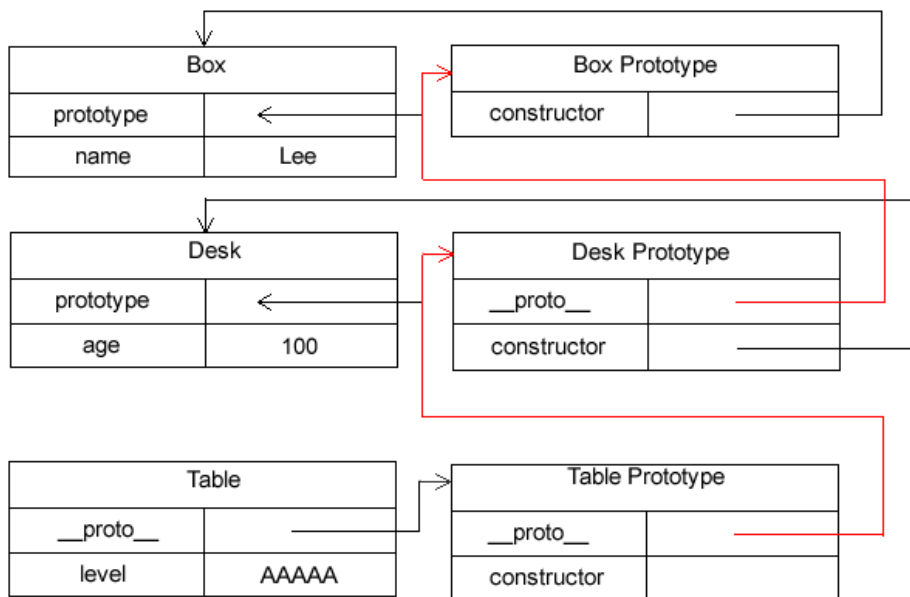 Box
prototype
name Lee
Box Prototype
constructor
Desk
prototype
age 100
Desk Prototype
__proto__
constructor
Table
__proto__
level AAAAA
Table Prototype
__proto__
constructor